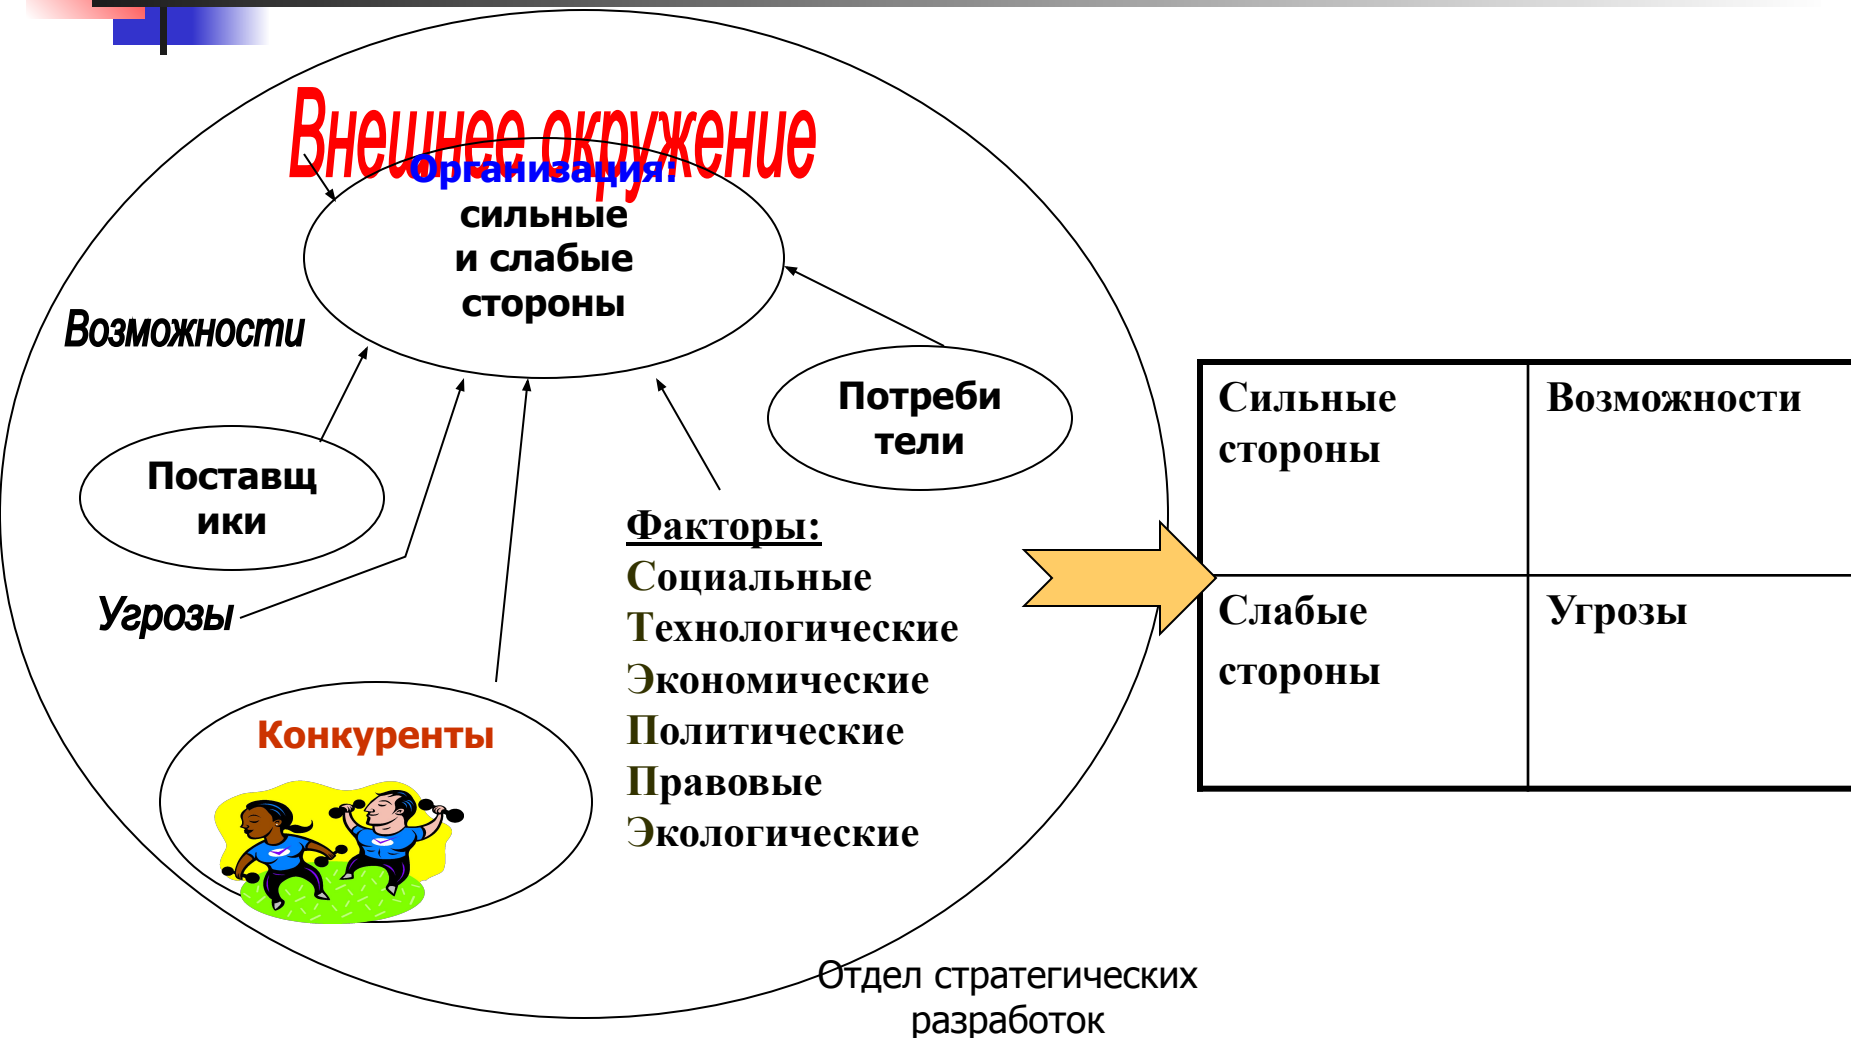 Внешнее окружение
Организация:
сильные
и слабые
стороны
Возможности
Потреби
тели
Поставщ
ики
Угрозы
Факторы:
Социальные
Технологические
Экономические
Политические
Правовые
Экологические
Конкуренты
Сильные
стороны
Возможности
Слабые
стороны
Угрозы
Отдел стратегических
разработок